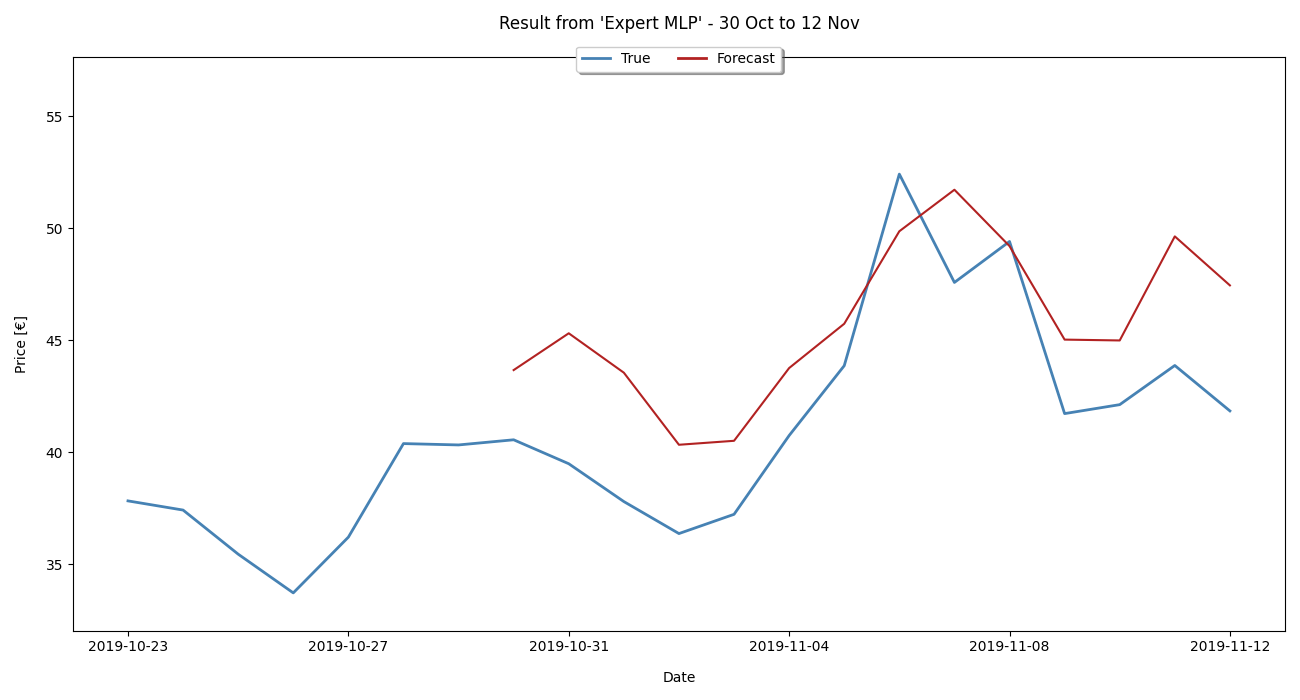 Result from 'Expert MLP' - 30 Oct to 12 Nov
True
Forecast
55
50
45
40
35
Price [€]
2019-10-23
2019-10-27
2019-10-31
2019-11-04
2019-11-08
2019-11-12
Date